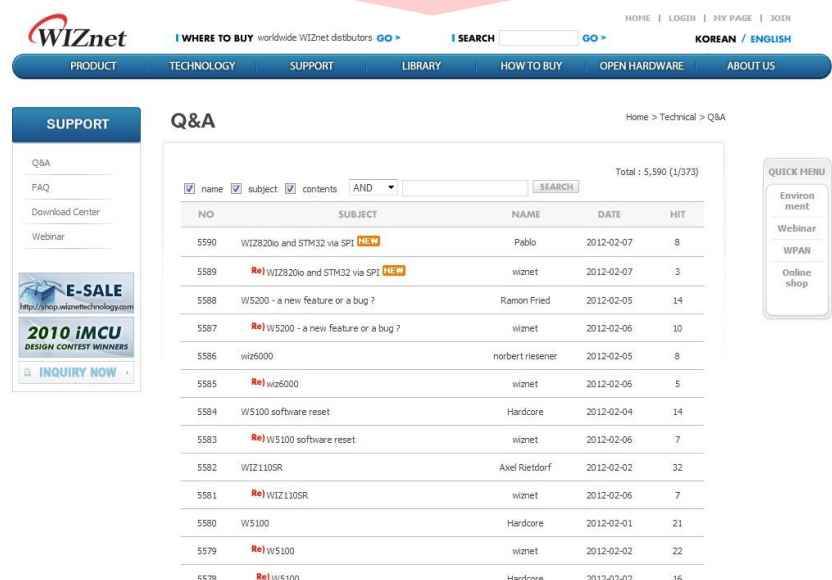 HOME | LOGIN | MY PAGE | JOIN
WIZnet
WHERE TO BUY worldwide WIZnet distibutors GO >
SEARCH GO >
KOREAN / ENGLISH
PRODUCT TECHNOLOGY SUPPORT LIBRARY HOW TO BUY OPEN HARDWARE ABOUT US
SUPPORT
Q&A
FAQ
Download Center
Webinar
E-SALE
http://shop.wiznettechnology.com
2010 iMCU
DESIGN CONTEST WINNERS
INQUIRY NOW
Q&A
Home > Technical > Q&A
Total : 5,590 (1/373)
name subject contents AND SEARCH
NO SUBJECT NAME DATE HIT
5590 WIZ820io and STM32 via SPI NEW Pablo 2012-02-07 8
5589 Re) WIZ820io and STM32 via SPI NEW wiznet 2012-02-07 3
5588 W5200 - a new feature or a bug ? Ramon Fried 2012-02-05 14
5587 Re) W5200 - a new feature or a bug ? wiznet 2012-02-06 10
5586 wiz6000 norbert riesener 2012-02-05 8
5585 Re) wiz6000 wiznet 2012-02-06 5
5584 W5100 software reset Hardcore 2012-02-04 14
5583 Re) W5100 software reset wiznet 2012-02-06 7
5582 WIZ110SR Axel Rietdorf 2012-02-02 32
5581 Re) WIZ110SR wiznet 2012-02-06 7
5580 W5100 Hardcore 2012-02-01 21
5579 Re) W5100 wiznet 2012-02-02 22
5578 Re) W5100 Hardcore 2012-02-02 16
QUICK MENU
Environ
ment
Webinar
WPAN
Online
shop